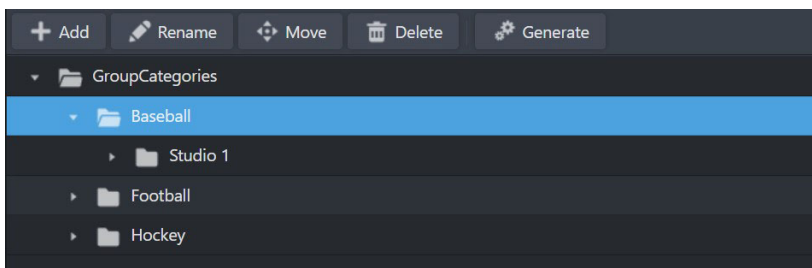 Add Rename Move Delete Generate
GroupCategories
Baseball
Studio 1
Football
Hockey